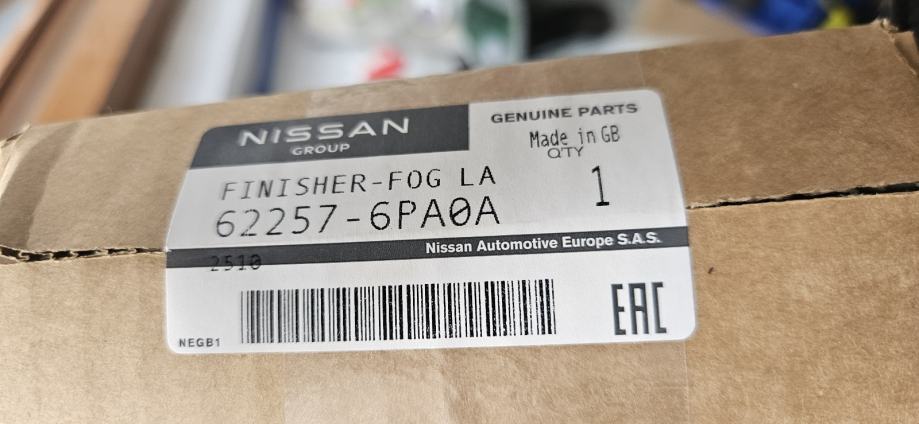 NISSAN
GROUP
GENUINE PARTS
Made in GB
QTY
1
FINISHER-FOG LA
62257-6PA0A
Nissan Automotive Europe S.A.S.
2510
NEGB1
EAC